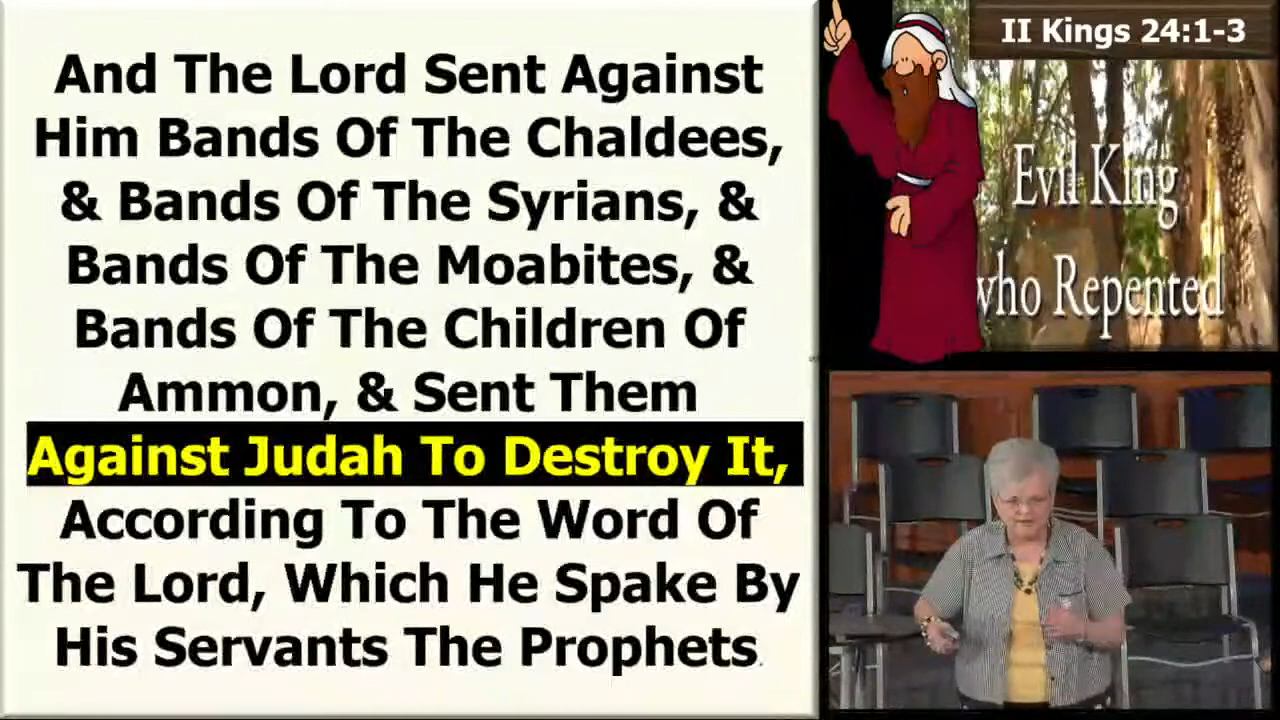 And The Lord Sent Against
Him Bands Of The Chaldees,
& Bands Of The Syrians, &
Bands Of The Moabites, &
Bands Of The Children Of
Ammon, & Sent Them
Against Judah To Destroy It,
According To The Word Of
The Lord, Which He Spake By
His Servants The Prophets.
II Kings 24:1-3
Evil King
who Repented